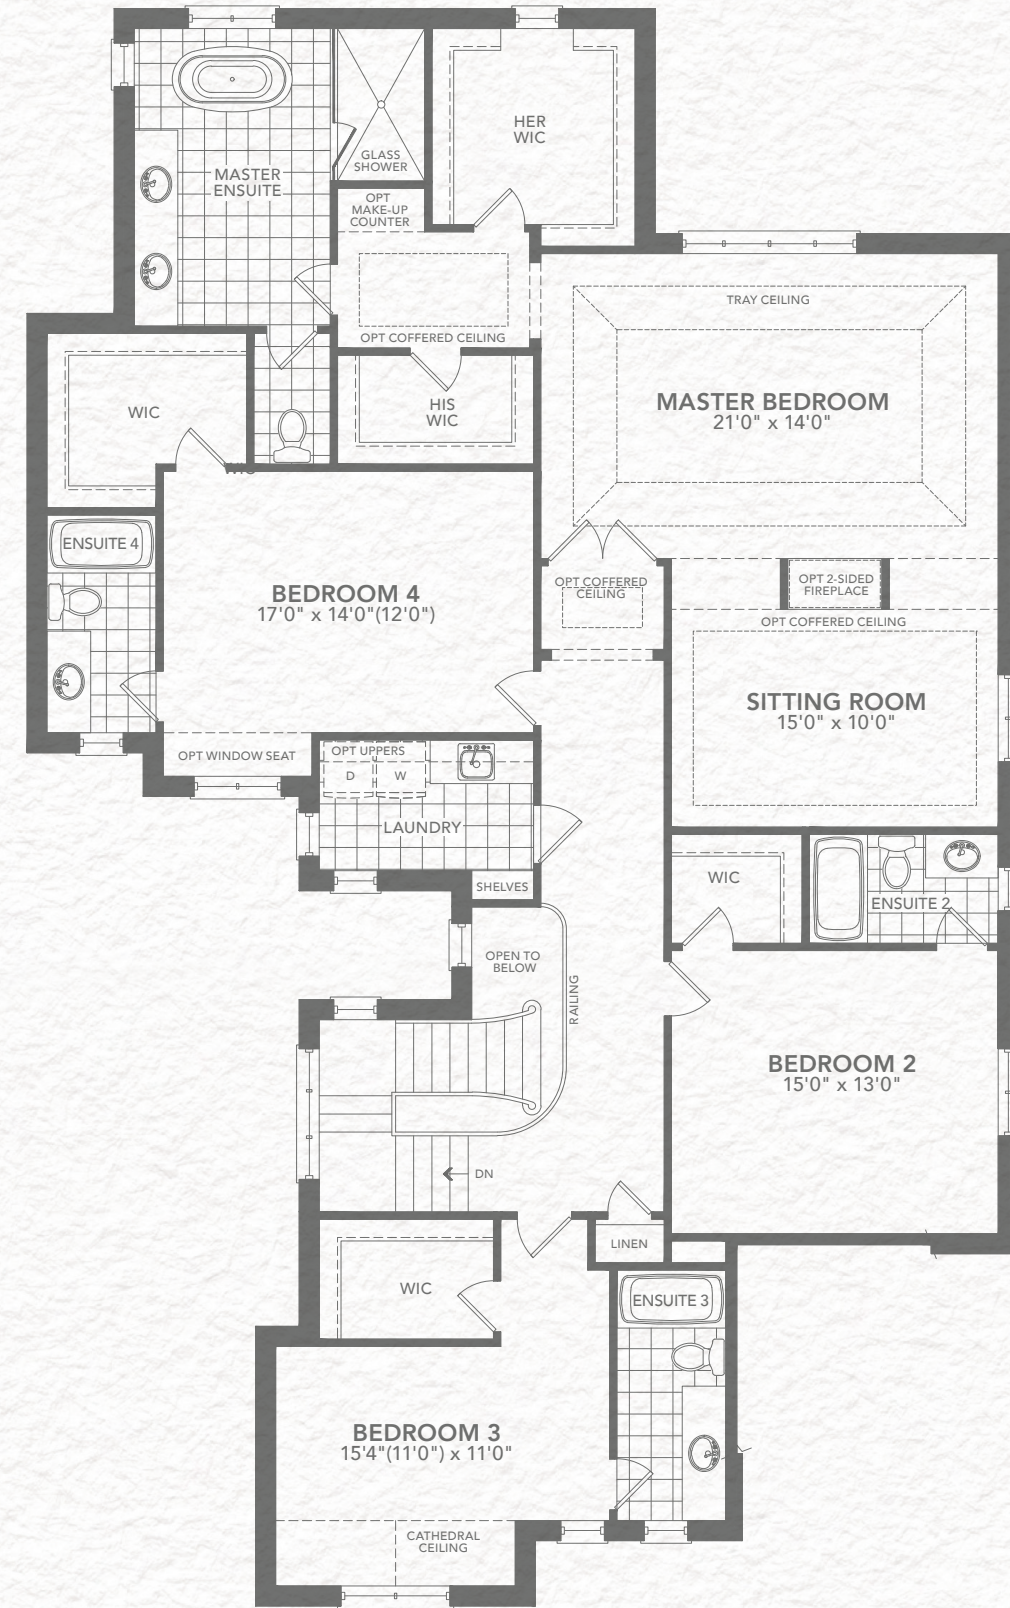 HER
WIC
GLASS
SHOWER
MASTER
ENSUITE
OPT
MAKE-UP
COUNTER
TRAY CEILING
OPT COFFERED CEILING
MASTER BEDROOM
21'0" x 14'0"
WIC
HIS
WIC
WIC
ENSUITE 4
BEDROOM 4
17'0" x 14'0"(12'0")
OPT COFFERED
CEILING
OPT 2-SIDED
FIREPLACE
OPT COFFERED CEILING
SITTING ROOM
15'0" x 10'0"
OPT WINDOW SEAT
OPT UPPERS
D
W
LAUNDRY
SHELVES
WIC
ENSUITE 2
OPEN TO
BELOW
RAILING
BEDROOM 2
15'0" x 13'0"
DN
LINEN
WIC
ENSUITE 3
BEDROOM 3
15'4"(11'0") x 11'0"
CATHEDRAL
CEILING